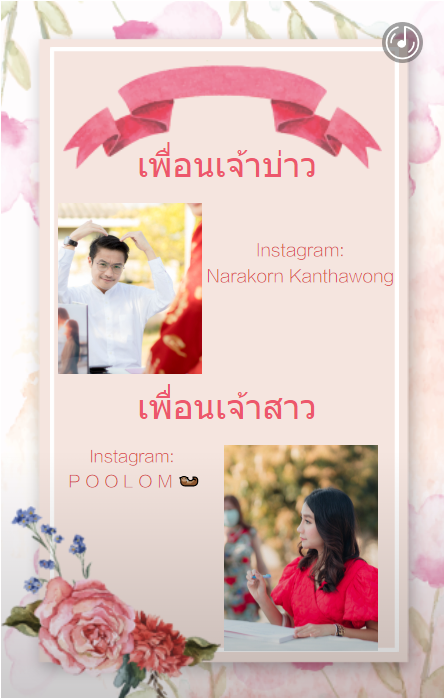 เพื่อนเจ้าบ่าว
Instagram:
Narakorn Kanthawong
เพื่อนเจ้าสาว
Instagram:
P O O L O M